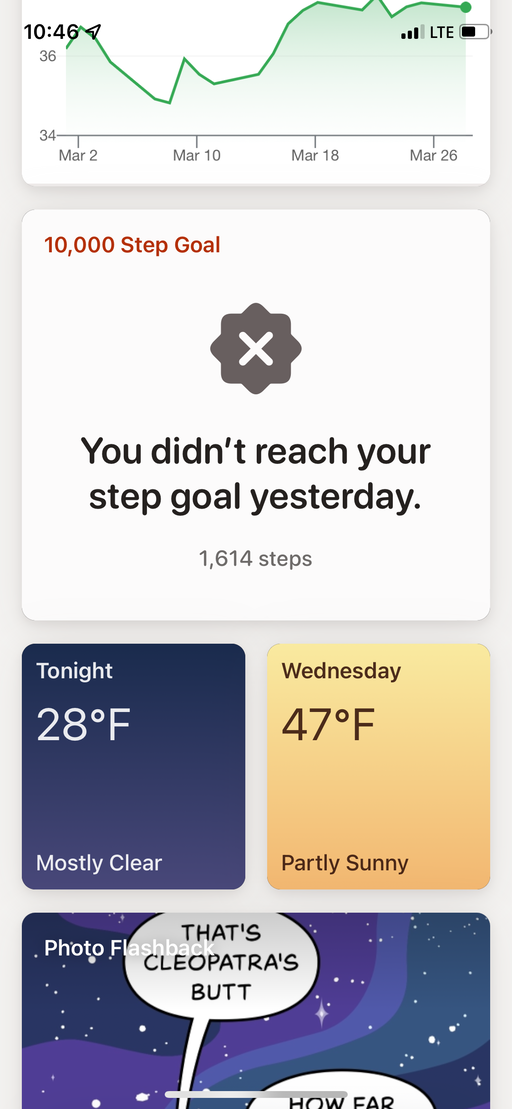 10:46
LTE
36
34
Mar 2 Mar 10 Mar 18 Mar 26
10,000 Step Goal
You didn't reach your
step goal yesterday.
1,614 steps
Tonight
28°F
Mostly Clear
Wednesday
47°F
Partly Sunny
Photo Flashback
THAT'S
CLEOPATRA'S
BUTT
HOW FAR